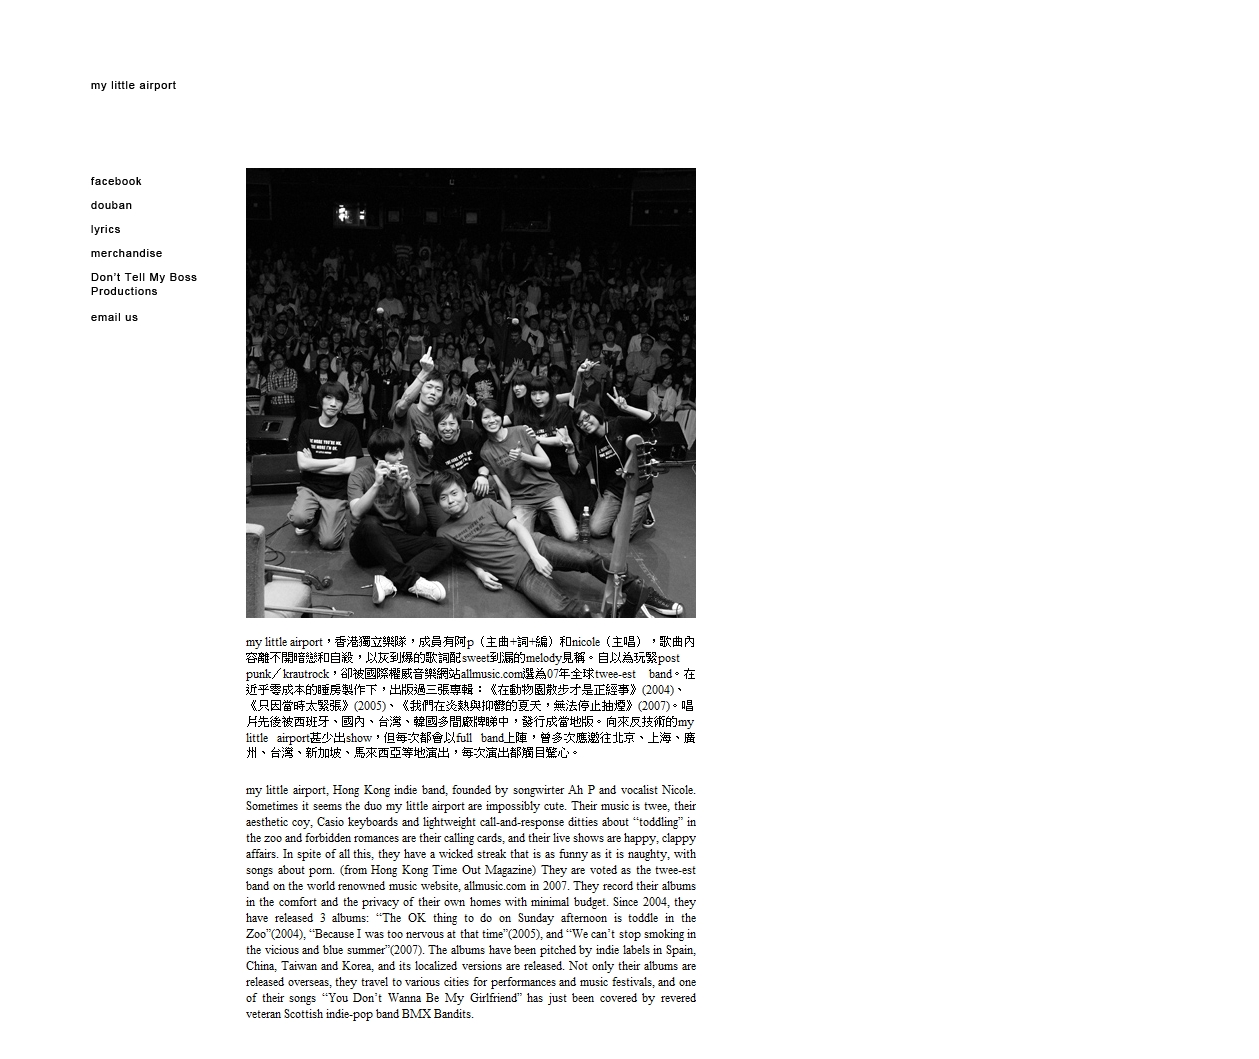 my little airport
facebook
douban
lyrics
merchandise
Don't Tell My Boss
Productions
email us
my little airport，香港獨立樂隊，成員有阿p（主曲+詞+編）和nicole（主唱），歌曲內
容離不開暗戀和自殺，以灰到爆的歌詞配sweet到漏的melody見稱。自以為玩緊post
punk／krautrock，卻被國際權威音樂網站allmusic.com選為07年全球twee-est band。在
近乎零成本的睡房製作下，出版過三張專輯：《在動物園散步才是正經事》(2004)、
《只因當時太緊張》(2005)、《我們在炎熱與抑鬱的夏天，無法停止抽煙》(2007)。唱
片先後被西班牙、國內、台灣、韓國多間廠牌睇中，發行成當地版。向來反技術的my
little airport甚少出show，但每次都會以full band上陣，曾多次應邀往北京、上海、廣
州、台灣、新加坡、馬來西亞等地演出，每次演出都觸目驚心。
my little airport, Hong Kong indie band, founded by songwirter Ah P and vocalist Nicole.
Sometimes it seems the duo my little airport are impossibly cute. Their music is twee, their
aesthetic coy, Casio keyboards and lightweight call-and-response ditties about “toddling” in
the zoo and forbidden romances are their calling cards, and their live shows are happy, clappy
affairs. In spite of all this, they have a wicked streak that is as funny as it is naughty, with
songs about porn. (from Hong Kong Time Out Magazine) They are voted as the twee-est
band on the world renowned music website, allmusic.com in 2007. They record their albums
in the comfort and the privacy of their own homes with minimal budget. Since 2004, they
have released 3 albums: “The OK thing to do on Sunday afternoon is toddle in the
Zoo”(2004), “Because I was too nervous at that time”(2005), and “We can’t stop smoking in
the vicious and blue summer”(2007). The albums have been pitched by indie labels in Spain,
China, Taiwan and Korea, and its localized versions are released. Not only their albums are
released overseas, they travel to various cities for performances and music festivals, and one
of their songs “You Don’t Wanna Be My Girlfriend” has just been covered by revered
veteran Scottish indie-pop band BMX Bandits.